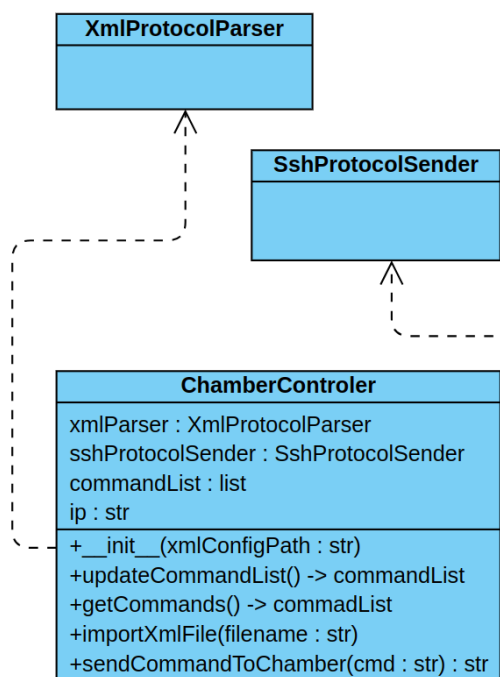 XmlProtocolParser
SshProtocolSender
ChamberControler
xmlParser : XmlProtocolParser
sshProtocolSender : SshProtocolSender
commandList : list
ip : str
+__init__(xmlConfigPath : str)
+updateCommandList() -> commandList
+getCommands() -> commadList
+importXmlFile(filename : str)
+sendCommandToChamber(cmd : str) : str